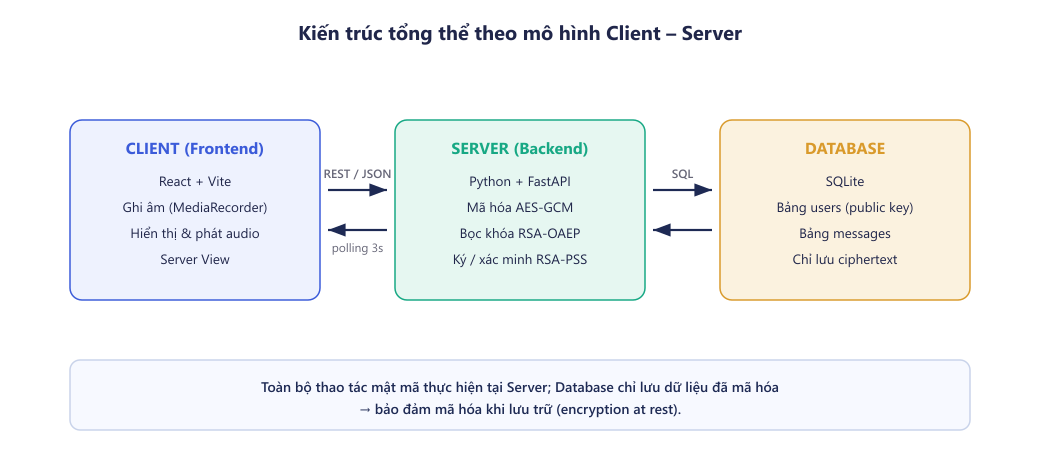 Kiến trúc tổng thể theo mô hình Client – Server
CLIENT (Frontend)
React + Vite
Ghi âm (MediaRecorder)
Hiển thị & phát audio
Server View
REST / JSON
polling 3s
SERVER (Backend)
Python + FastAPI
Mã hóa AES-GCM
Bọc khóa RSA-OAEP
Ký / xác minh RSA-PSS
SQL
DATABASE
SQLite
Bảng users (public key)
Bảng messages
Chỉ lưu ciphertext
Toàn bộ thao tác mật mã thực hiện tại Server; Database chỉ lưu dữ liệu đã mã hóa
→ bảo đảm mã hóa khi lưu trữ (encryption at rest).